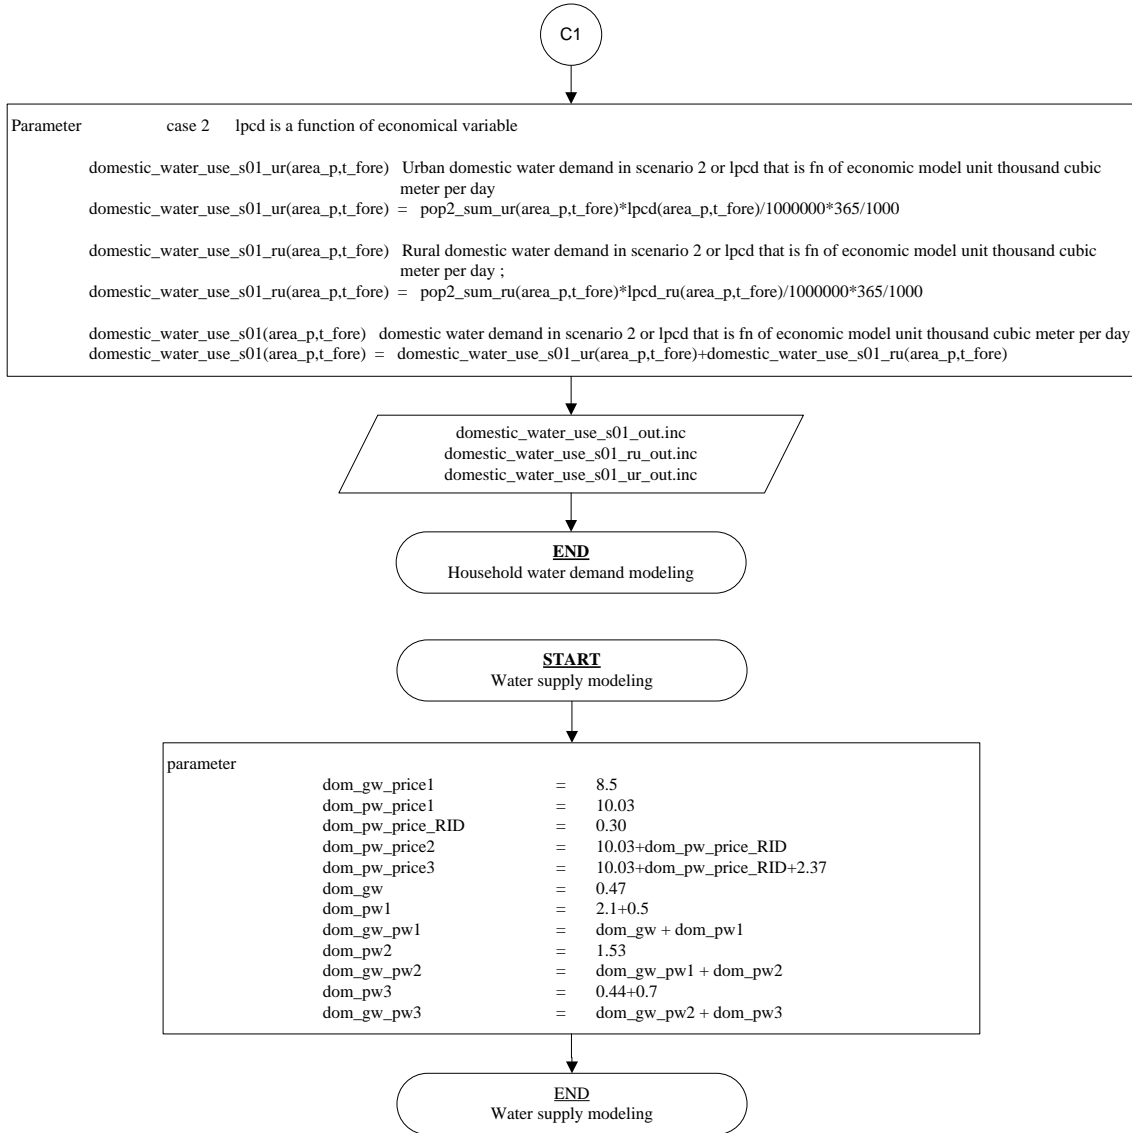 C1
Parameter case 2 lpcd is a function of economical variable
domestic_water_use_s01_ur(area_p,t_fore) Urban domestic water demand in scenario 2 or lpcd that is fn of economic model unit thousand cubic
meter per day
domestic_water_use_s01_ur(area_p,t_fore) = pop2_sum_ur(area_p,t_fore)*lpcd(area_p,t_fore)/1000000*365/1000
domestic_water_use_s01_ru(area_p,t_fore) Rural domestic water demand in scenario 2 or lpcd that is fn of economic model unit thousand cubic
meter per day ;
domestic_water_use_s01_ru(area_p,t_fore) = pop2_sum_ru(area_p,t_fore)*lpcd_ru(area_p,t_fore)/1000000*365/1000
domestic_water_use_s01(area_p,t_fore) domestic water demand in scenario 2 or lpcd that is fn of economic model unit thousand cubic meter per day
domestic_water_use_s01(area_p,t_fore) = domestic_water_use_s01_ur(area_p,t_fore)+domestic_water_use_s01_ru(area_p,t_fore)
domestic_water_use_s01_out.inc
domestic_water_use_s01_ru_out.inc
domestic_water_use_s01_ur_out.inc
END
Household water demand modeling
START
Water supply modeling
parameter
dom_gw_price1 = 8.5
dom_pw_price1 = 10.03
dom_pw_price_RID = 0.30
dom_pw_price2 = 10.03+dom_pw_price_RID
dom_pw_price3 = 10.03+dom_pw_price_RID+2.37
dom_gw = 0.47
dom_pw1 = 2.1+0.5
dom_gw_pw1 = dom_gw + dom_pw1
dom_pw2 = 1.53
dom_gw_pw2 = dom_gw_pw1 + dom_pw2
dom_pw3 = 0.44+0.7
dom_gw_pw3 = dom_gw_pw2 + dom_pw3
END
Water supply modeling